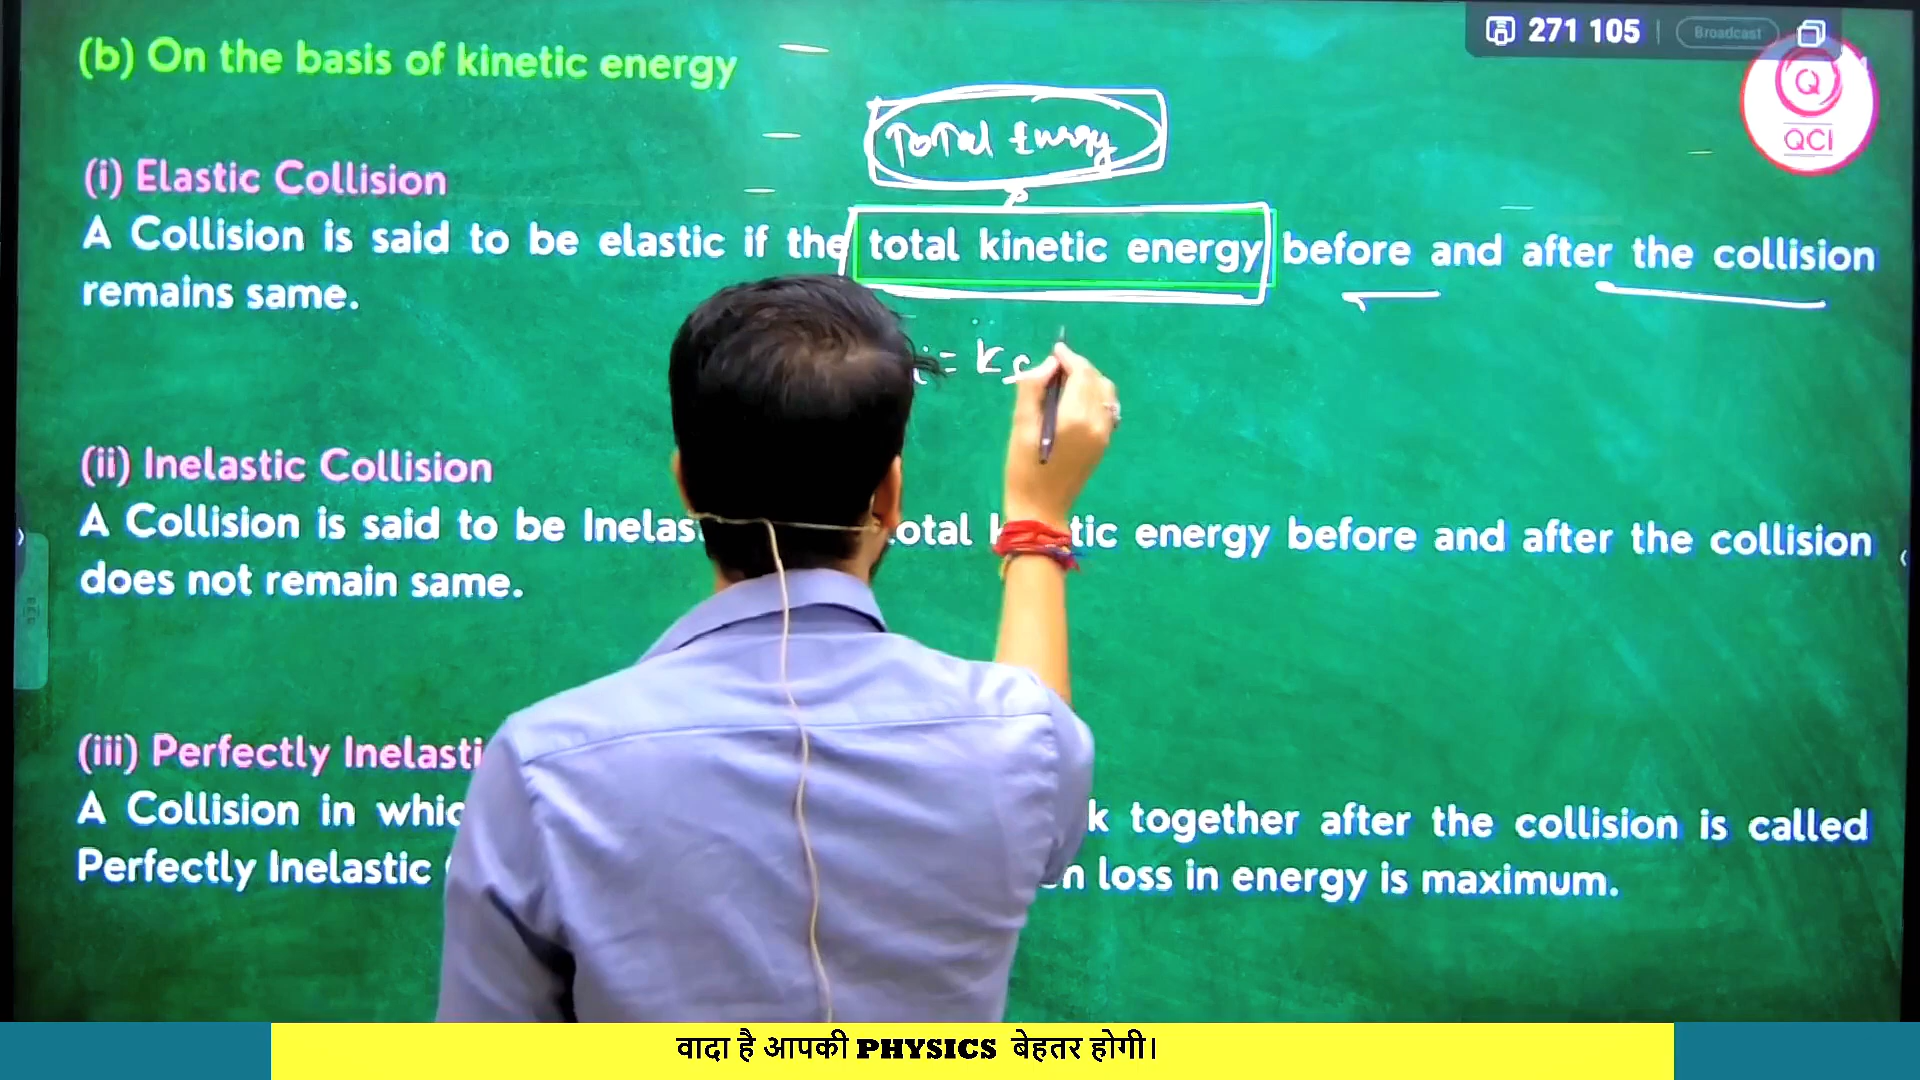 271 105
Broadcast
(b) On the basis of kinetic energy
Q
QCI
Total Energy
(i) Elastic Collision
A Collision is said to be elastic if the total kinetic energy before and after the collision
remains same.
i = kf
(ii) Inelastic Collision
A Collision is said to be Inelas otal k tic energy before and after the collision
does not remain same.
(iii) Perfectly Inelasti
A Collision in whic k together after the collision is called
Perfectly Inelastic n loss in energy is maximum.
वादा है आपकी PHYSICS बेहतर होगी।